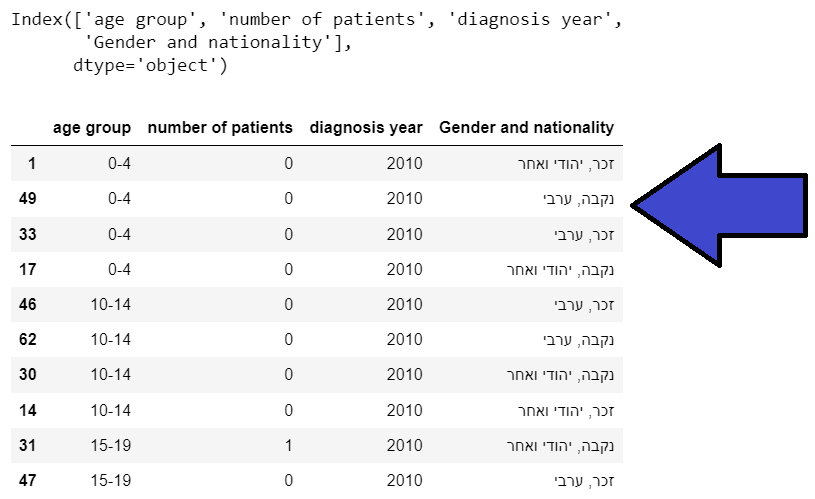 Index(['age group', 'number of patients', 'diagnosis year',
'Gender and nationality'],
dtype='object')
age group number of patients diagnosis year Gender and nationality
1 0-4 0 2010 זכר, יהודי ואחר
49 0-4 0 2010 נקבה, ערבי
33 0-4 0 2010 זכר, ערבי
17 0-4 0 2010 נקבה, יהודי ואחר
46 10-14 0 2010 זכר, ערבי
62 10-14 0 2010 נקבה, ערבי
30 10-14 0 2010 נקבה, יהודי ואחר
14 10-14 0 2010 זכר, יהודי ואחר
31 15-19 1 2010 נקבה, יהודי ואחר
47 15-19 0 2010 זכר, ערבי